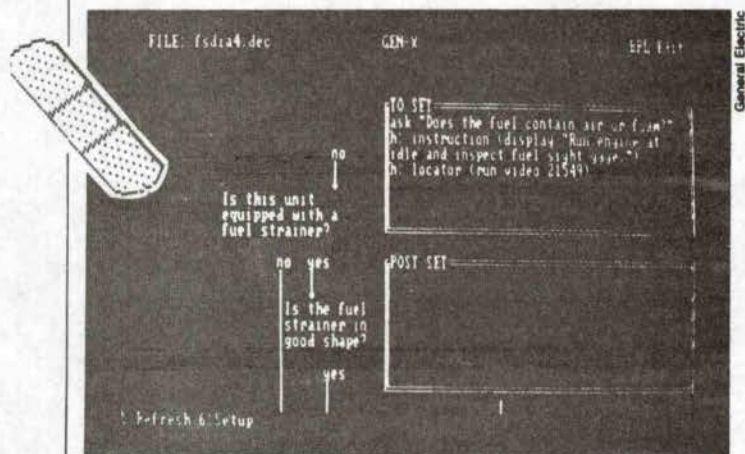 FILE: fsdra4.dec
GEN-X
General Electric
TO SET
ask "Does the fuel contain air or foam?"
h: instruction (display "Run engine at
idle and inspect fuel sight gage.")
h: locator (run video 21549)
no
Is this unit
equipped with a
fuel strainer?
no yes
POST SET
Is the fuel
strainer in
good shape?
yes
Refresh 6:Setup